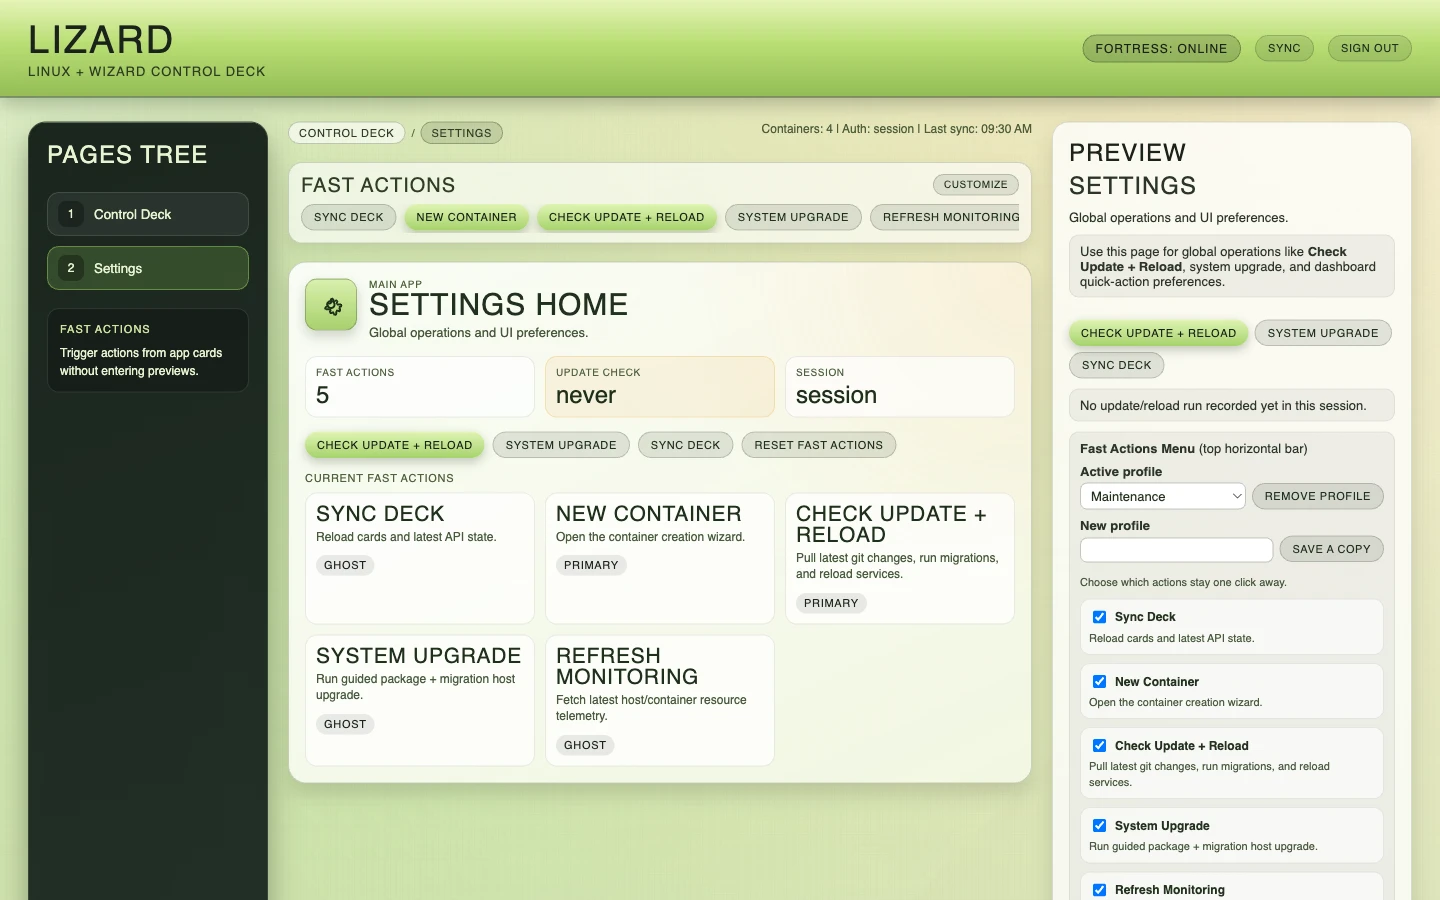 LIZARD
LINUX + WIZARD CONTROL DECK
FORTRESS: ONLINE
SYNC
SIGN OUT
PAGES TREE
1 Control Deck
2 Settings
FAST ACTIONS
Trigger actions from app cards
without entering previews.
CONTROL DECK / SETTINGS
Containers: 4 | Auth: session | Last sync: 09:30 AM
FAST ACTIONS
CUSTOMIZE
SYNC DECK
NEW CONTAINER
CHECK UPDATE + RELOAD
SYSTEM UPGRADE
REFRESH MONITORING
MAIN APP
SETTINGS HOME
Global operations and UI preferences.
FAST ACTIONS
5
UPDATE CHECK
never
SESSION
session
CHECK UPDATE + RELOAD
SYSTEM UPGRADE
SYNC DECK
RESET FAST ACTIONS
CURRENT FAST ACTIONS
SYNC DECK
Reload cards and latest API state.
GHOST
NEW CONTAINER
Open the container creation wizard.
PRIMARY
CHECK UPDATE +
RELOAD
Pull latest git changes, run migrations,
and reload services.
PRIMARY
SYSTEM UPGRADE
Run guided package + migration host
upgrade.
GHOST
REFRESH
MONITORING
Fetch latest host/container resource
telemetry.
GHOST
PREVIEW
SETTINGS
Global operations and UI preferences.
Use this page for global operations like Check
Update + Reload, system upgrade, and dashboard
quick-action preferences.
CHECK UPDATE + RELOAD
SYSTEM UPGRADE
SYNC DECK
No update/reload run recorded yet in this session.
Fast Actions Menu (top horizontal bar)
Active profile
Maintenance
REMOVE PROFILE
New profile
SAVE A COPY
Choose which actions stay one click away.
Sync Deck
Reload cards and latest API state.
New Container
Open the container creation wizard.
Check Update + Reload
Pull latest git changes, run migrations, and reload
services.
System Upgrade
Run guided package + migration host upgrade.
Refresh Monitoring